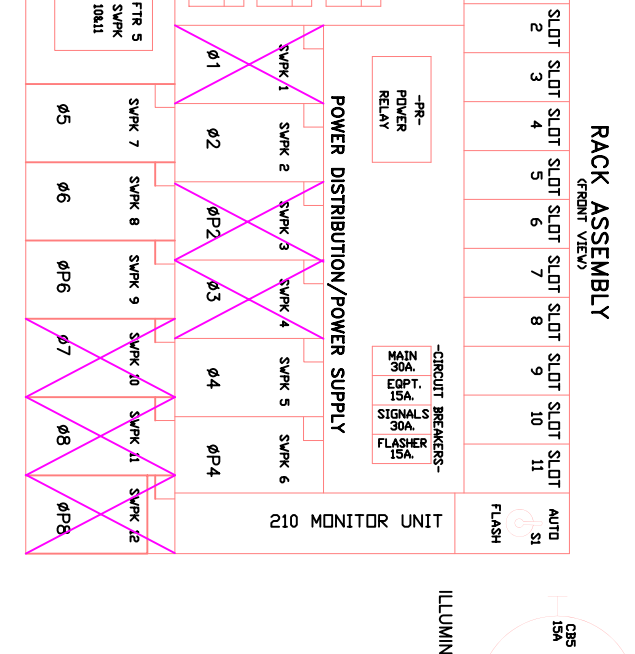 RACK ASSEMBLY
(FRONT VIEW)
SLOT
2
SLOT
3
SLOT
4
SLOT
5
SLOT
6
SLOT
7
SLOT
8
SLOT
9
SLOT
10
SLOT
11
AUTO
S1
FLASH
-PR-
POWER
RELAY
-CIRCUIT BREAKERS-
MAIN
30A.
EQPT.
15A.
SIGNALS
30A.
FLASHER
15A.
POWER DISTRIBUTION/POWER SUPPLY
210 MONITOR UNIT
SWPK 1
ø1
SWPK 2
ø2
SWPK 3
øP2
SWPK 4
ø3
SWPK 5
ø4
SWPK 6
øP4
FTR 5
SWPK
10&11
SWPK 7
ø5
SWPK 8
ø6
SWPK 9
øP6
SWPK 10
ø7
SWPK 11
ø8
SWPK 12
øP8
CB5
15A
ILLUMIN